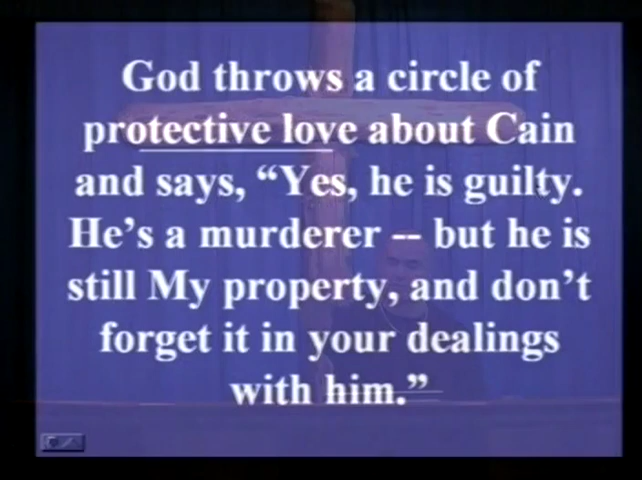 God throws a circle of
protective love about Cain
and says, “Yes, he is guilty.
He’s a murderer -- but he is
still My property, and don’t
forget it in your dealings
with him.”